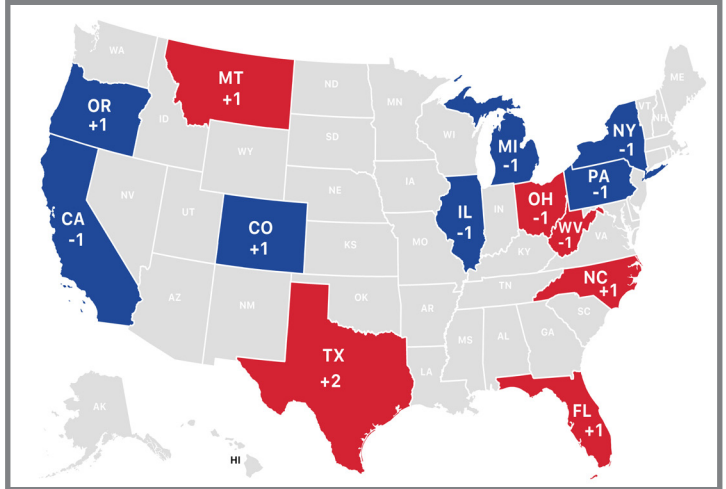 WA
MT
+1
ND
MN
ME
OR
+1
ID
SD
WI
MI
-1
VT
NH
NY
-1
WY
IA
NE
PA
-1
CA
-1
NV
UT
CO
+1
IL
-1
IN
OH
-1
WV
-1
VA
KS
MO
KY
NC
+1
AZ
NM
OK
TN
AR
SC
TX
+2
MS
AL
GA
LA
FL
+1
AK
HI